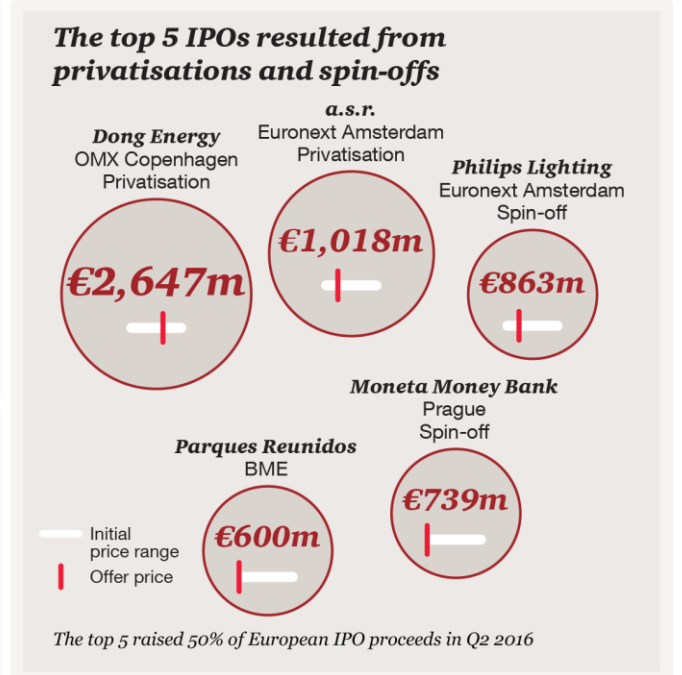 The top 5 IPOs resulted from
privatisations and spin-offs
Dong Energy
OMX Copenhagen
Privatisation
€2,647m
a.s.r.
Euronext Amsterdam
Privatisation
€1,018m
Philips Lighting
Euronext Amsterdam
Spin-off
€863m
Parques Reunidos
BME
€600m
Moneta Money Bank
Prague
Spin-off
€739m
Initial
price range
Offer price
The top 5 raised 50% of European IPO proceeds in Q2 2016